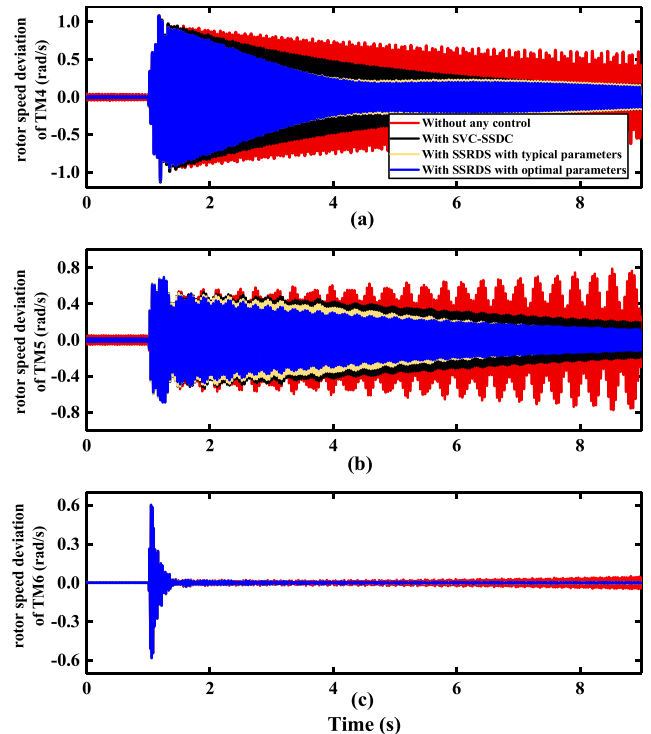 rotor speed deviation
of TM4 (rad/s)
1.0
0.5
0.0
-0.5
-1.0
Without any control
With SVC-SSDC
With SSRDS with typical parameters
With SSRDS with optimal parameters
0 2 4 6 8
(a)
rotor speed deviation
of TM5 (rad/s)
0.8
0.4
0.0
-0.4
-0.8
0 2 4 6 8
(b)
rotor speed deviation
of TM6 (rad/s)
0.6
0.3
0.0
-0.3
-0.6
0 2 4 6 8
(c)
Time (s)